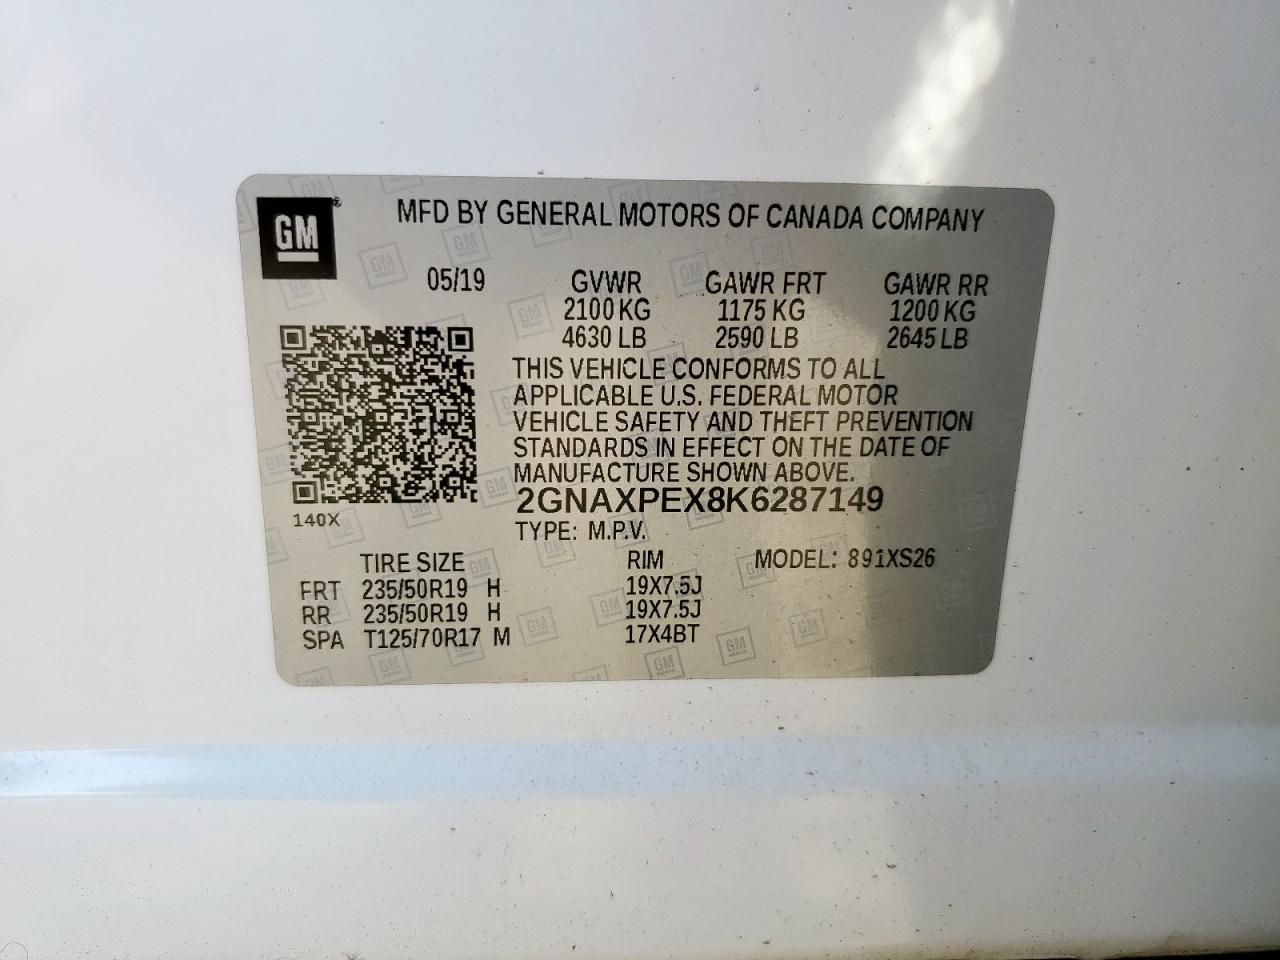 GM®
MFD BY GENERAL MOTORS OF CANADA COMPANY
05/19 GVWR GAWR FRT GAWR RR
2100 KG 1175 KG 1200 KG
4630 LB 2590 LB 2645 LB
THIS VEHICLE CONFORMS TO ALL
APPLICABLE U.S. FEDERAL MOTOR
VEHICLE SAFETY AND THEFT PREVENTION
STANDARDS IN EFFECT ON THE DATE OF
MANUFACTURE SHOWN ABOVE.
2GNAXPEX8K6287149
140X
TYPE: M.P.V.
TIRE SIZE RIM MODEL: 891XS26
FRT 235/50R19 H 19X7.5J
RR 235/50R19 H 19X7.5J
SPA T125/70R17 M 17X4BT